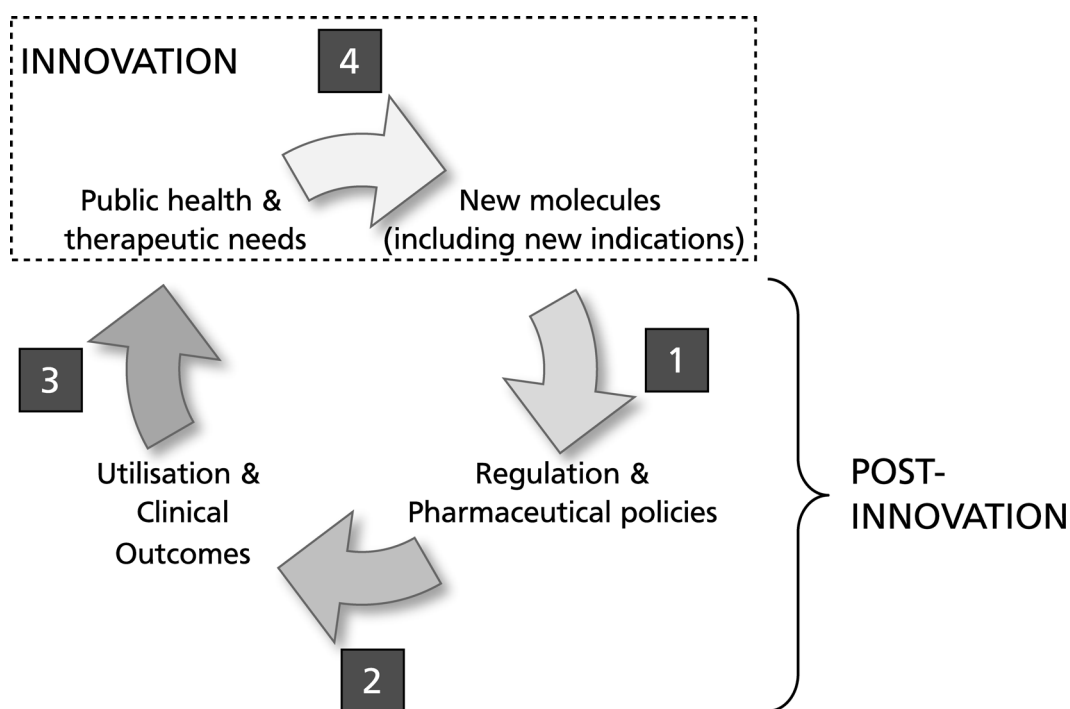 INNOVATION
4
Public health &
therapeutic needs
New molecules
(including new indications)
1
3
Utilisation &
Clinical
Outcomes
Regulation &
Pharmaceutical policies
2
POST-
INNOVATION